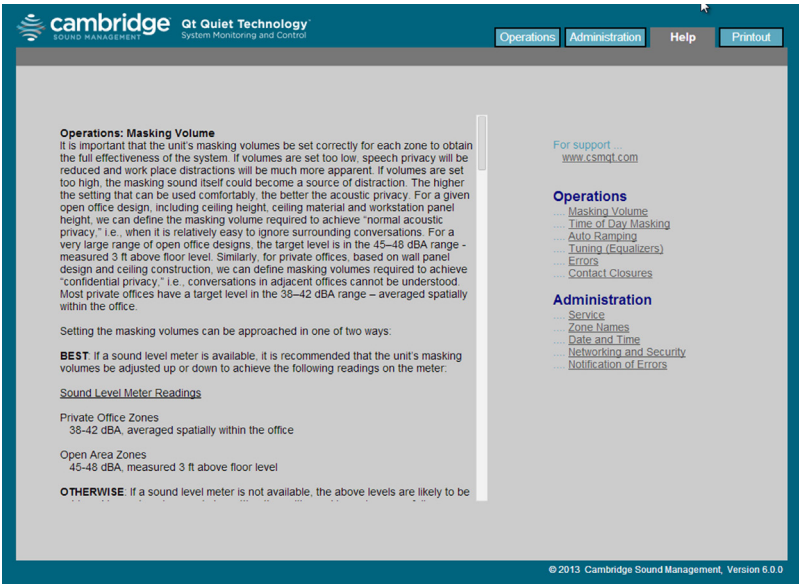 cambridge
SOUND MANAGEMENT
Qt Quiet Technology
System Monitoring and Control
Operations
Administration
Help
Printout
Operations: Masking Volume
It is important that the unit's masking volumes be set correctly for each zone to obtain
the full effectiveness of the system. If volumes are set too low, speech privacy will be
reduced and work place distractions will be much more apparent. If volumes are set
too high, the masking sound itself could become a source of distraction. The higher
the setting that can be used comfortably, the better the acoustic privacy. For a given
open office design, including ceiling height, ceiling material and workstation panel
height, we can define the masking volume required to achieve "normal acoustic
privacy," i.e., when it is relatively easy to ignore surrounding conversations. For a
very large range of open office designs, the target level is in the 45–48 dBA range -
measured 3 ft above floor level. Similarly, for private offices, based on wall panel
design and ceiling construction, we can define masking volumes required to achieve
"confidential privacy," i.e., conversations in adjacent offices cannot be understood.
Most private offices have a target level in the 38–42 dBA range – averaged spatially
within the office.
Setting the masking volumes can be approached in one of two ways:
BEST: If a sound level meter is available, it is recommended that the unit's masking
volumes be adjusted up or down to achieve the following readings on the meter:
Sound Level Meter Readings
Private Office Zones
38-42 dBA, averaged spatially within the office
Open Area Zones
45-48 dBA, measured 3 ft above floor level
OTHERWISE: If a sound level meter is not available, the above levels are likely to be
For support ...
www.csmqt.com
Operations
.... Masking Volume
.... Time of Day Masking
.... Auto Ramping
.... Tuning (Equalizers)
.... Errors
.... Contact Closures
Administration
.... Service
.... Zone Names
.... Date and Time
.... Networking and Security
.... Notification of Errors
© 2013 Cambridge Sound Management, Version 6.0.0